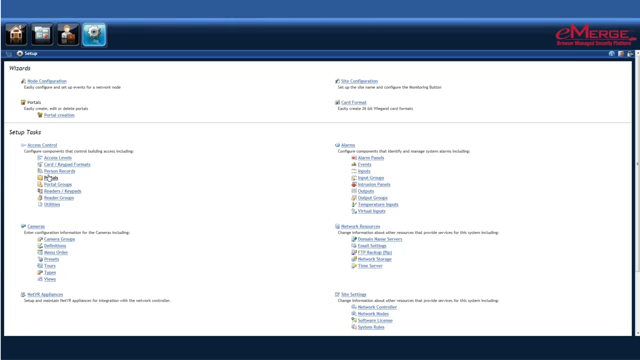 eMERGE
Browser Managed Security Platform
Setup
Wizards
Node Configuration
Easily configure and set up events for a network node
Portals
Easily create, with or delete portals
Portal creation
Site Configuration
Set up the site name and configure the Monitoring Button
Card Format
Easily create 26 bit Wiegand card formats
Setup Tasks
Access Control
Configure components that control building access including:
Access Levels
Card / Keypad Formats
Person Records
Portals
Portal Groups
Readers / Keypads
Reader Groups
Utilities
Alarms
Configure components that identify and manage system alarms including:
Alarm Panels
Events
Inputs
Input Groups
Intrusion Panels
Outputs
Output Groups
Temperature Inputs
Virtual Inputs
Cameras
Enter configuration information for the Cameras including:
Camera Groups
Definitions
Menu Order
Presets
Tours
Types
Views
Network Resources
Change information about other resources that provide services for this system including:
Domain Name Servers
Email Settings
FTP Backup (ftp)
Network Storage
Time Server
NetVR Appliances
Setup and maintain NetVR appliances for integration with the network controller.
Site Settings
Change information about other resources that provide services for this system including:
Network Controller
Network Nodes
Software License
System Rules